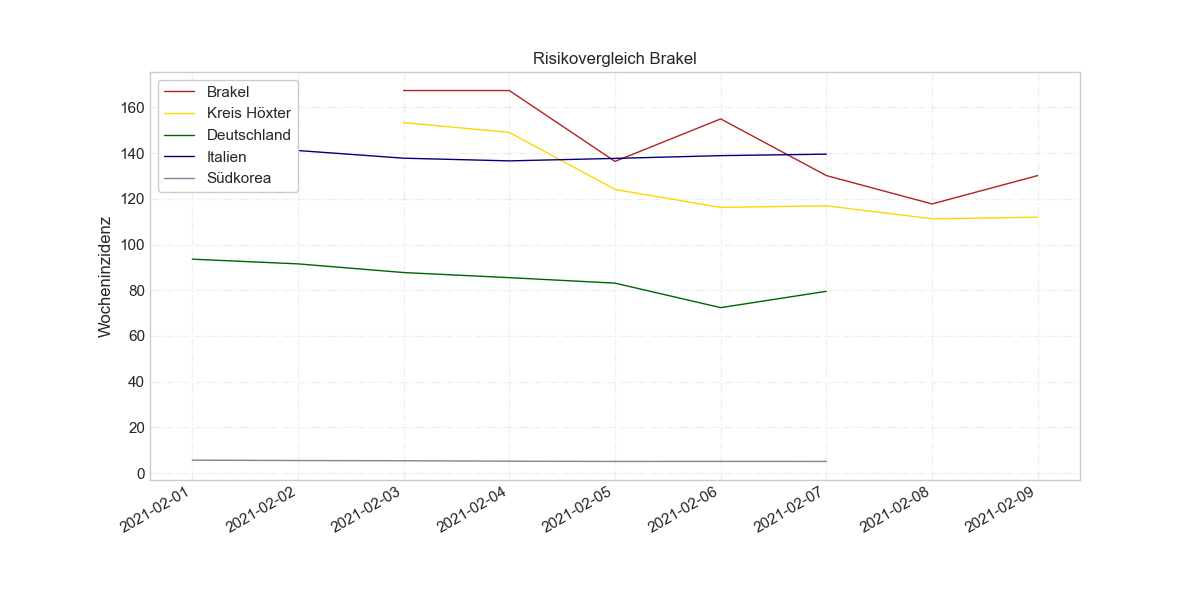 Risikovergleich Brakel
Brakel
Kreis Höxter
Deutschland
Italien
Südkorea
Wocheninzidenz
160
140
120
100
80
60
40
20
0
2021-02-01
2021-02-02
2021-02-03
2021-02-04
2021-02-05
2021-02-06
2021-02-07
2021-02-08
2021-02-09